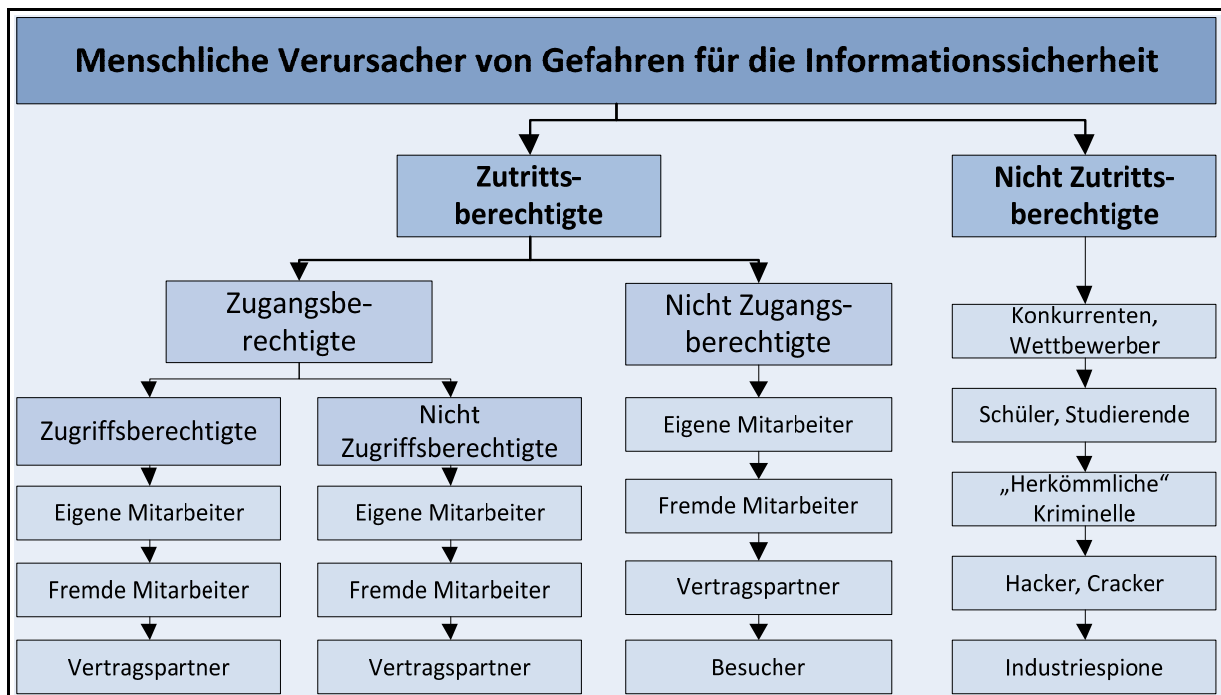 Menschliche Verursacher von Gefahren für die Informationssicherheit
Zutritts-
berechtigte
Nicht Zutritts-
berechtigte
Zugangsbe-
rechtigte
Nicht Zugangs-
berechtigte
Zugriffsberechtigte
Nicht
Zugriffsberechtigte
Eigene Mitarbeiter
Fremde Mitarbeiter
Vertragspartner
Eigene Mitarbeiter
Fremde Mitarbeiter
Vertragspartner
Eigene Mitarbeiter
Fremde Mitarbeiter
Vertragspartner
Besucher
Konkurrenten,
Wettbewerber
Schüler, Studierende
„Herkömmliche“
Kriminelle
Hacker, Cracker
Industriespione